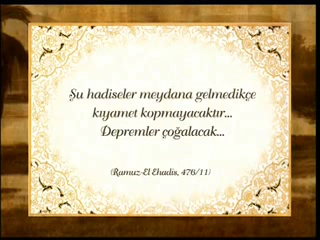 Şu hadiseler meydana gelmedikçe
kıyamet kopmayacaktır...
Depremler çoğalacak...
(Ramuz-El Ehadis, 476/11)